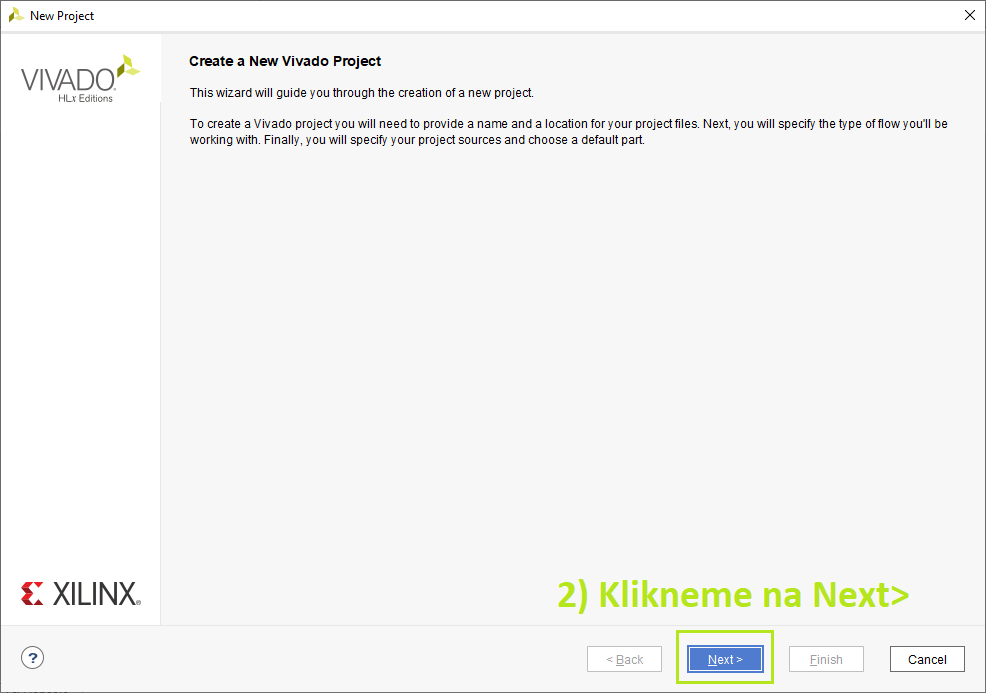 New Project
VIVADO
HLx Editions
Create a New Vivado Project
This wizard will guide you through the creation of a new project.
To create a Vivado project you will need to provide a name and a location for your project files. Next, you will specify the type of flow you'll be
working with. Finally, you will specify your project sources and choose a default part.
XILINX
2) Klikneme na Next>
?
< Back
Next >
Finish
Cancel